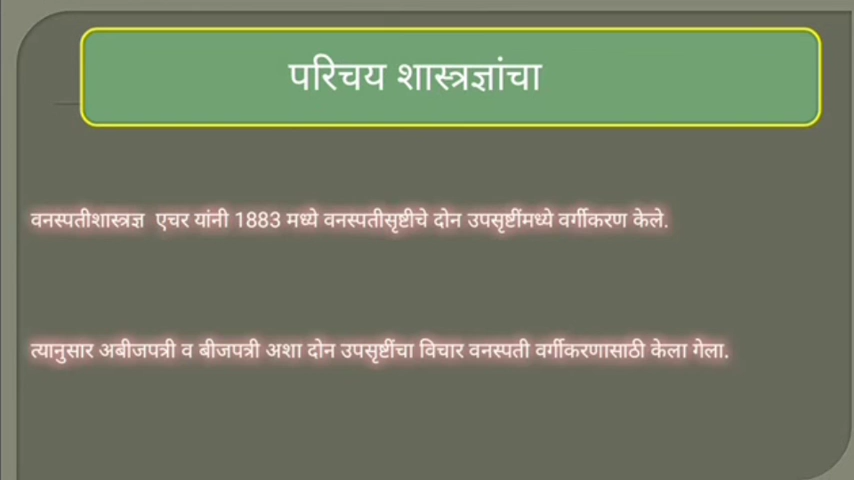 परिचय शास्त्रज्ञांचा
वनस्पतीशास्त्रज्ञ एचर यांनी 1883 मध्ये वनस्पतीसृष्टीचे दोन उपसृष्टींमध्ये वर्गीकरण केले.
त्यानुसार अबीजपत्री व बीजपत्री अशा दोन उपसृष्टींचा विचार वनस्पती वर्गीकरणासाठी केला गेला.